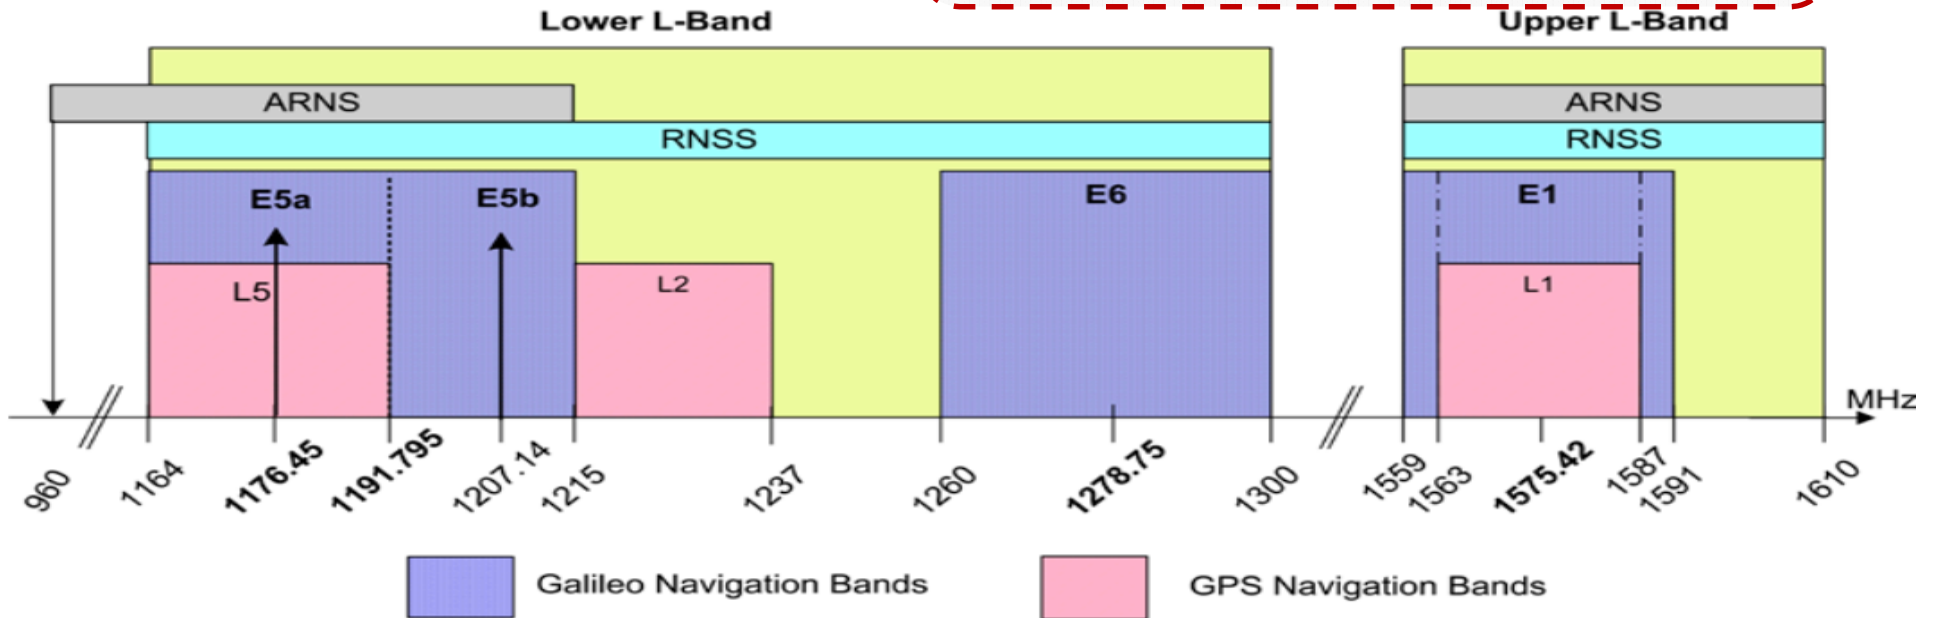 Lower L-Band
Upper L-Band
ARNS
ARNS
RNSS
RNSS
E5a
E5b
E6
E1
L5
L2
L1
MHz
960
1164
1176.45
1191.795
1207.14
1215
1237
1260
1278.75
1300
1559
1563
1575.42
1587
1591
1610
Galileo Navigation Bands
GPS Navigation Bands